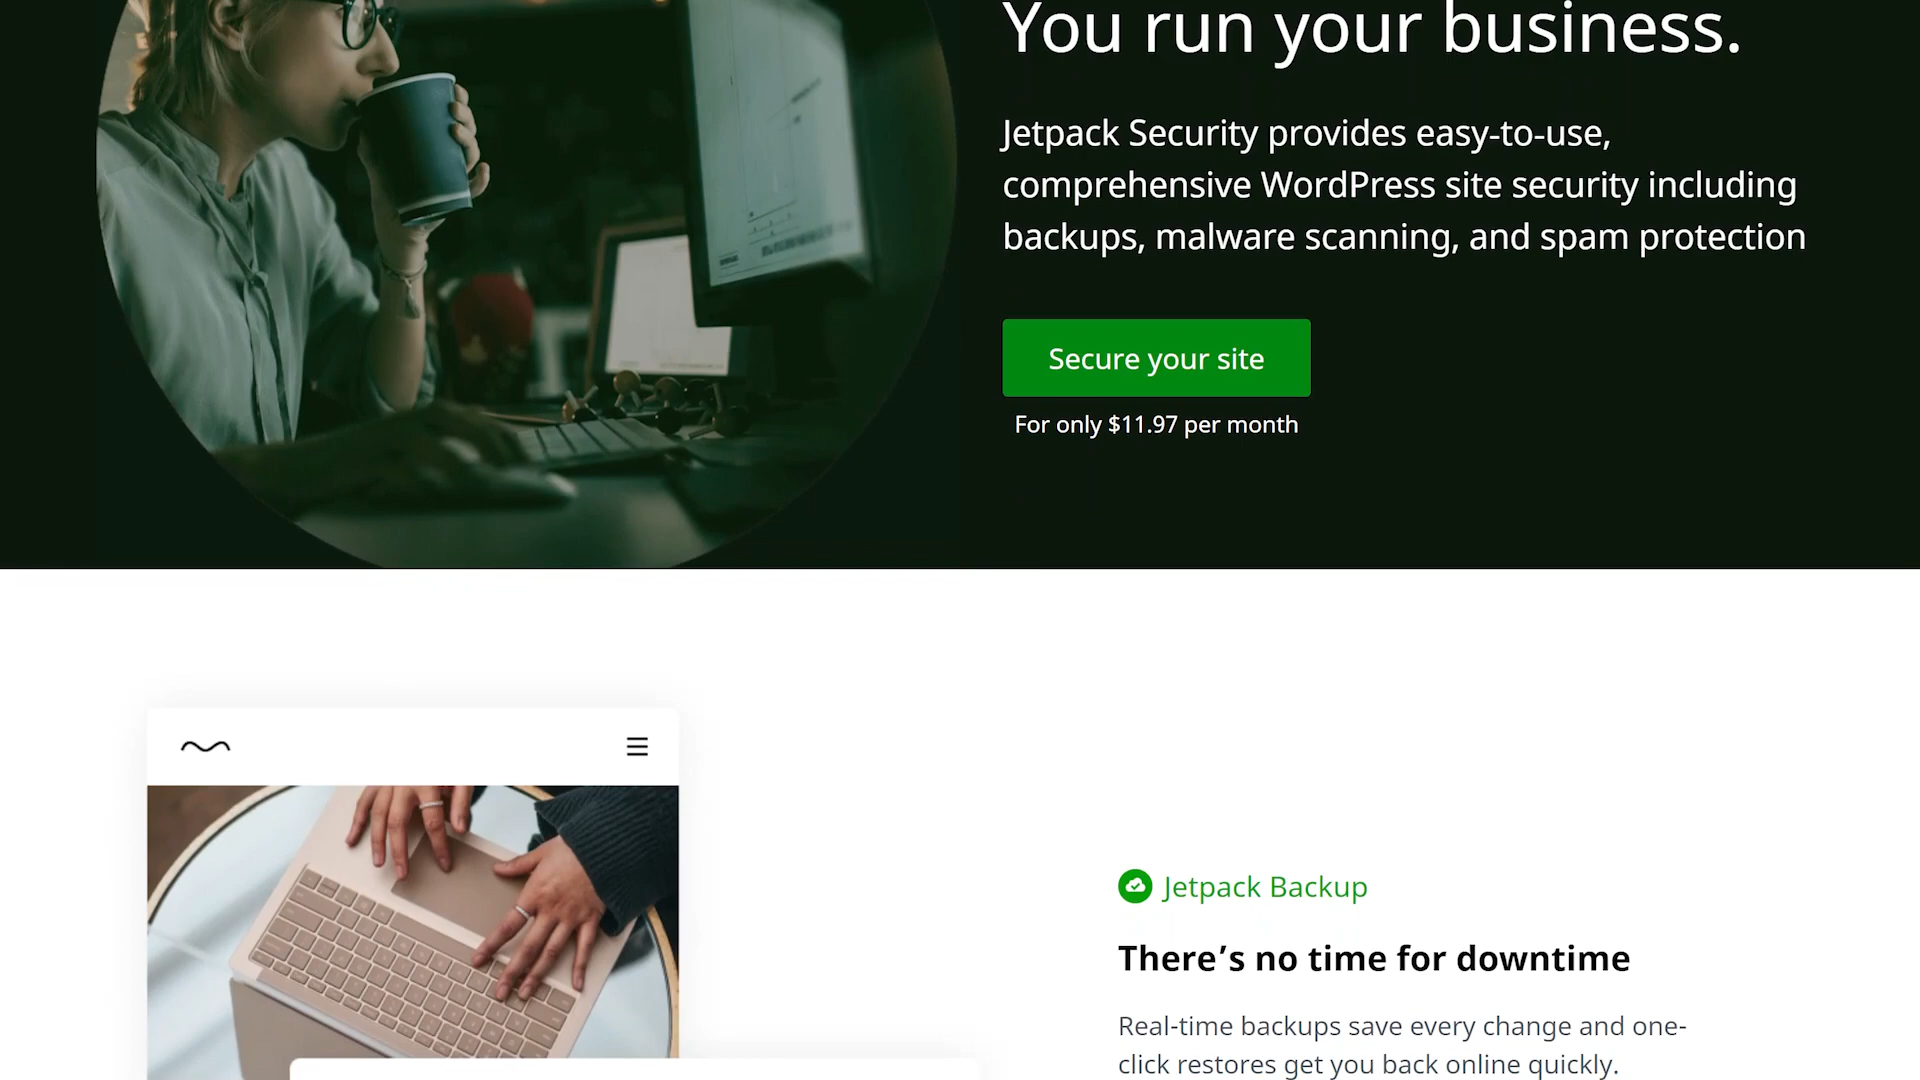 You run your business.
Jetpack Security provides easy-to-use,
comprehensive WordPress site security including
backups, malware scanning, and spam protection
Secure your site
For only $11.97 per month
Jetpack Backup
There’s no time for downtime
Real-time backups save every change and one-
click restores get you back online quickly.